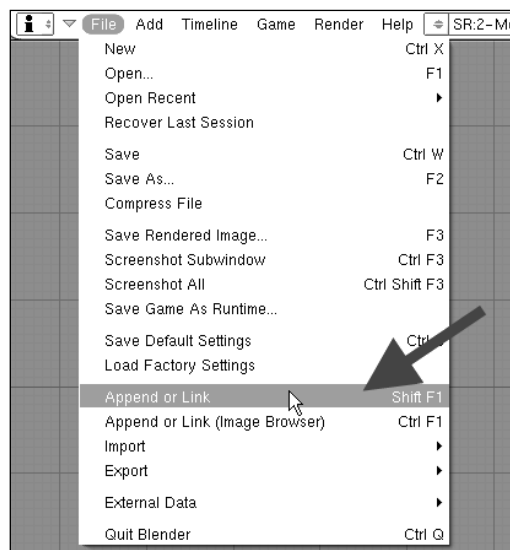 File Add Timeline Game Render Help SR:2-M
New Ctrl X
Open... F1
Open Recent
Recover Last Session
Save Ctrl W
Save As... F2
Compress File
Save Rendered Image... F3
Screenshot Subwindow Ctrl F3
Screenshot All Ctrl Shift F3
Save Game As Runtime...
Save Default Settings Ctrl
Load Factory Settings
Append or Link Shift F1
Append or Link (Image Browser) Ctrl F1
Import
Export
External Data
Quit Blender Ctrl Q